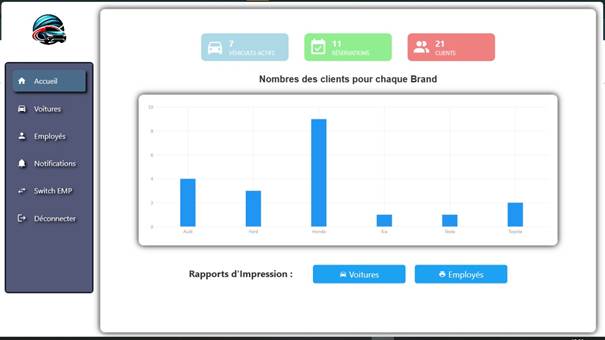 Accueil
Voitures
Employés
Notifications
Switch EMP
Déconnecter
7
VÉHICULES ACTIFS
11
RÉSERVATIONS
21
CLIENTS
Nombres des clients pour chaque Brand
10
8
6
4
2
0
Audi
Ford
Honda
Kia
Tesla
Toyota
Rapports d'Impression :
Voitures
Employés